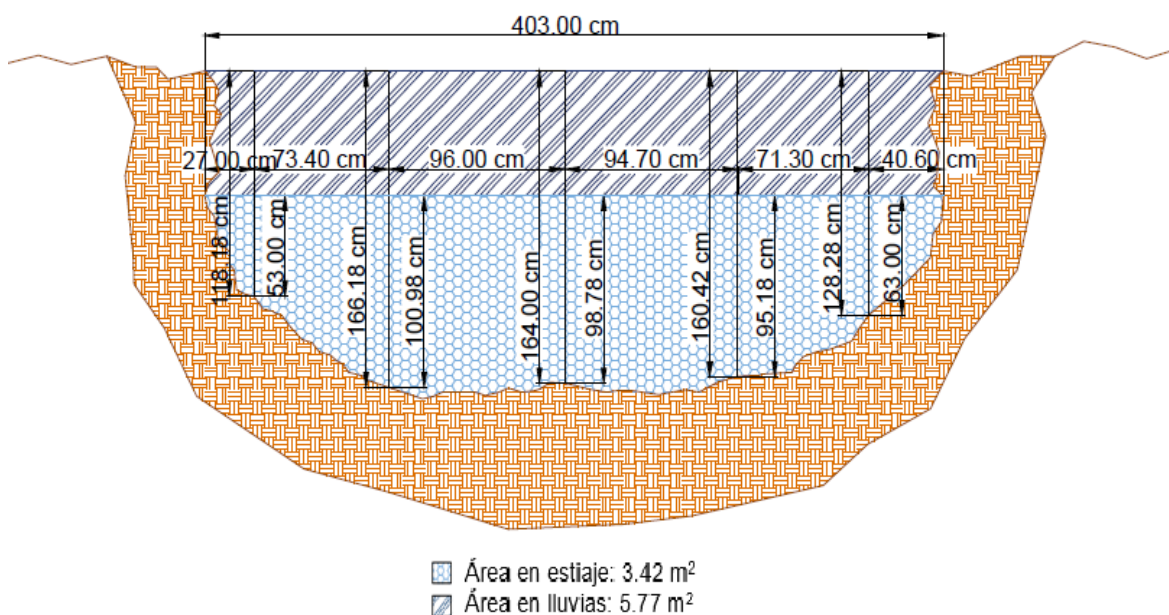 403.00 cm
27.00 cm 73.40 cm 96.00 cm 94.70 cm 71.30 cm 40.60 cm
118.18 cm
53.00 cm
166.18 cm
100.98 cm
164.00 cm
98.78 cm
160.42 cm
95.18 cm
128.28 cm
63.00 cm
Área en estiaje: 3.42 m²
Área en lluvias: 5.77 m²